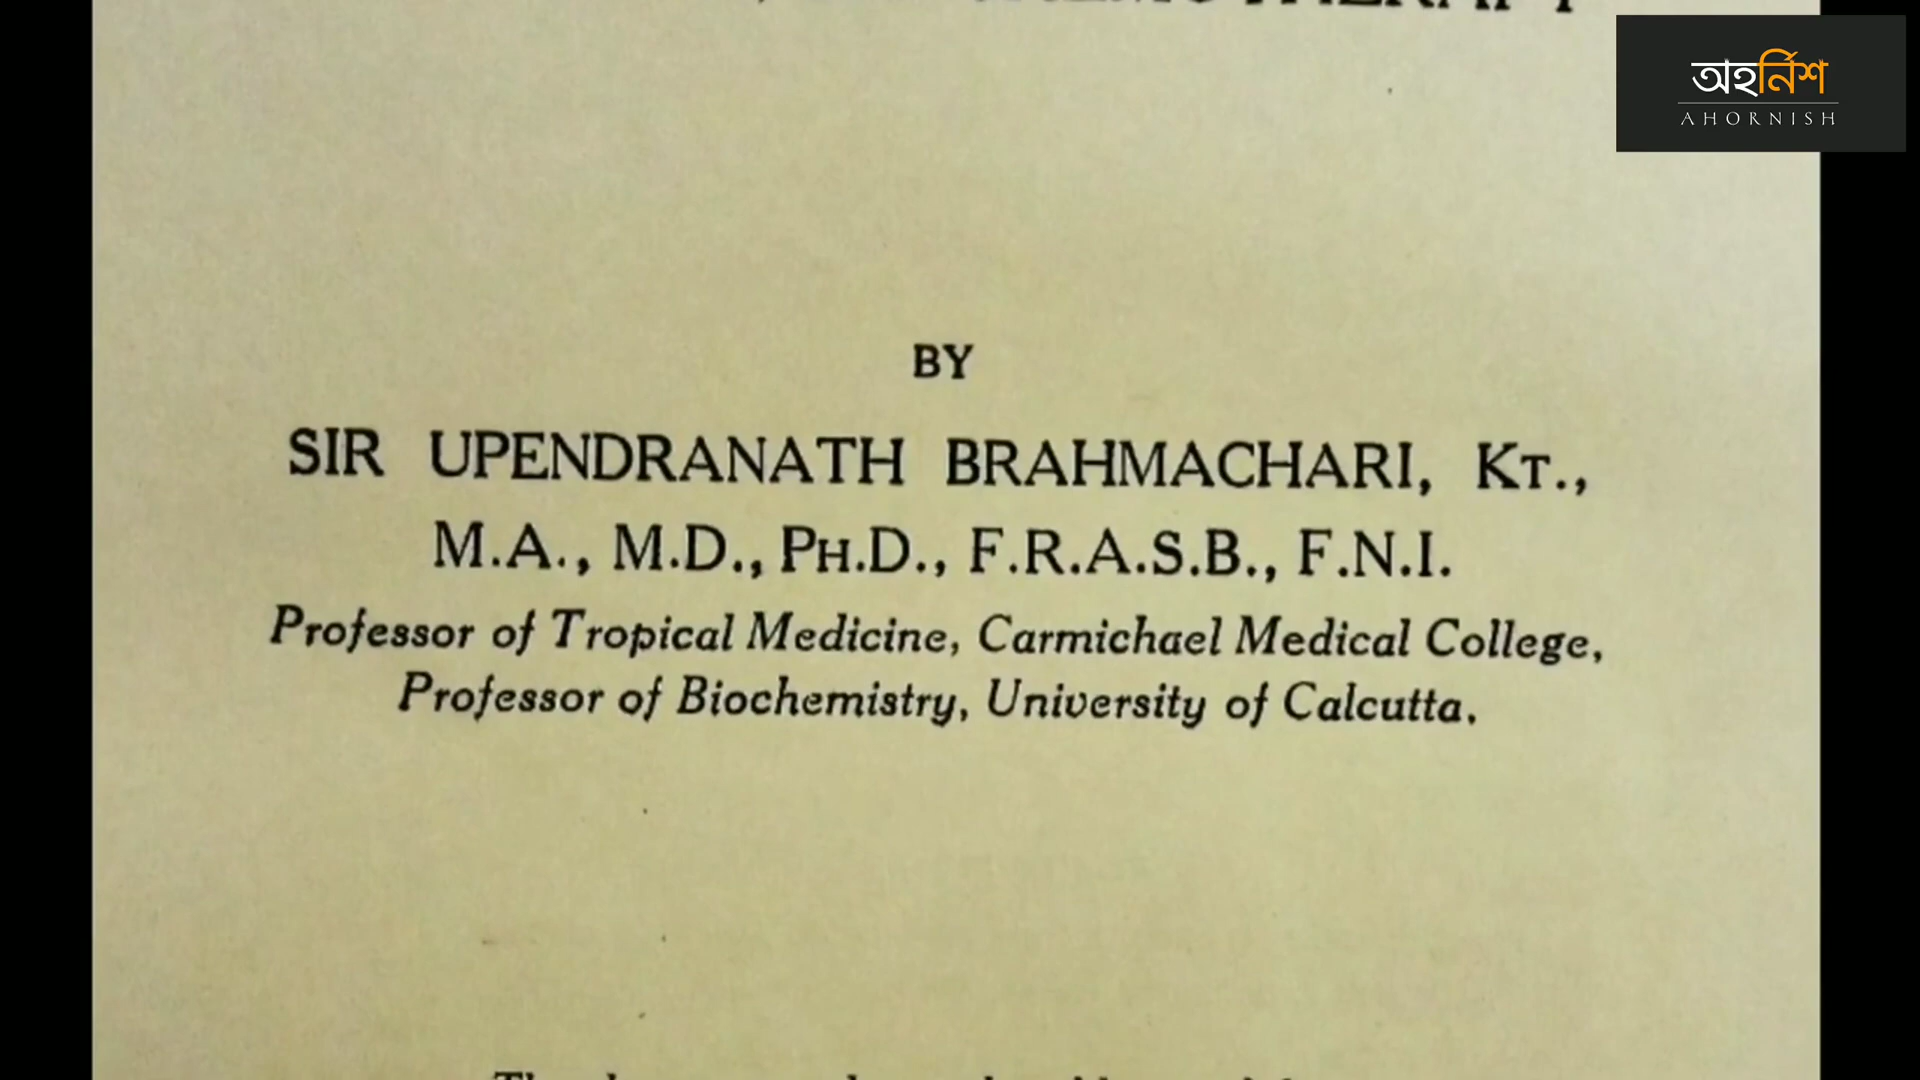 অহর্নিশ
AHORNISH
BY
SIR UPENDRANATH BRAHMACHARI, KT.,
M.A., M.D., PH.D., F.R.A.S.B., F.N.I.
Professor of Tropical Medicine, Carmichael Medical College,
Professor of Biochemistry, University of Calcutta.